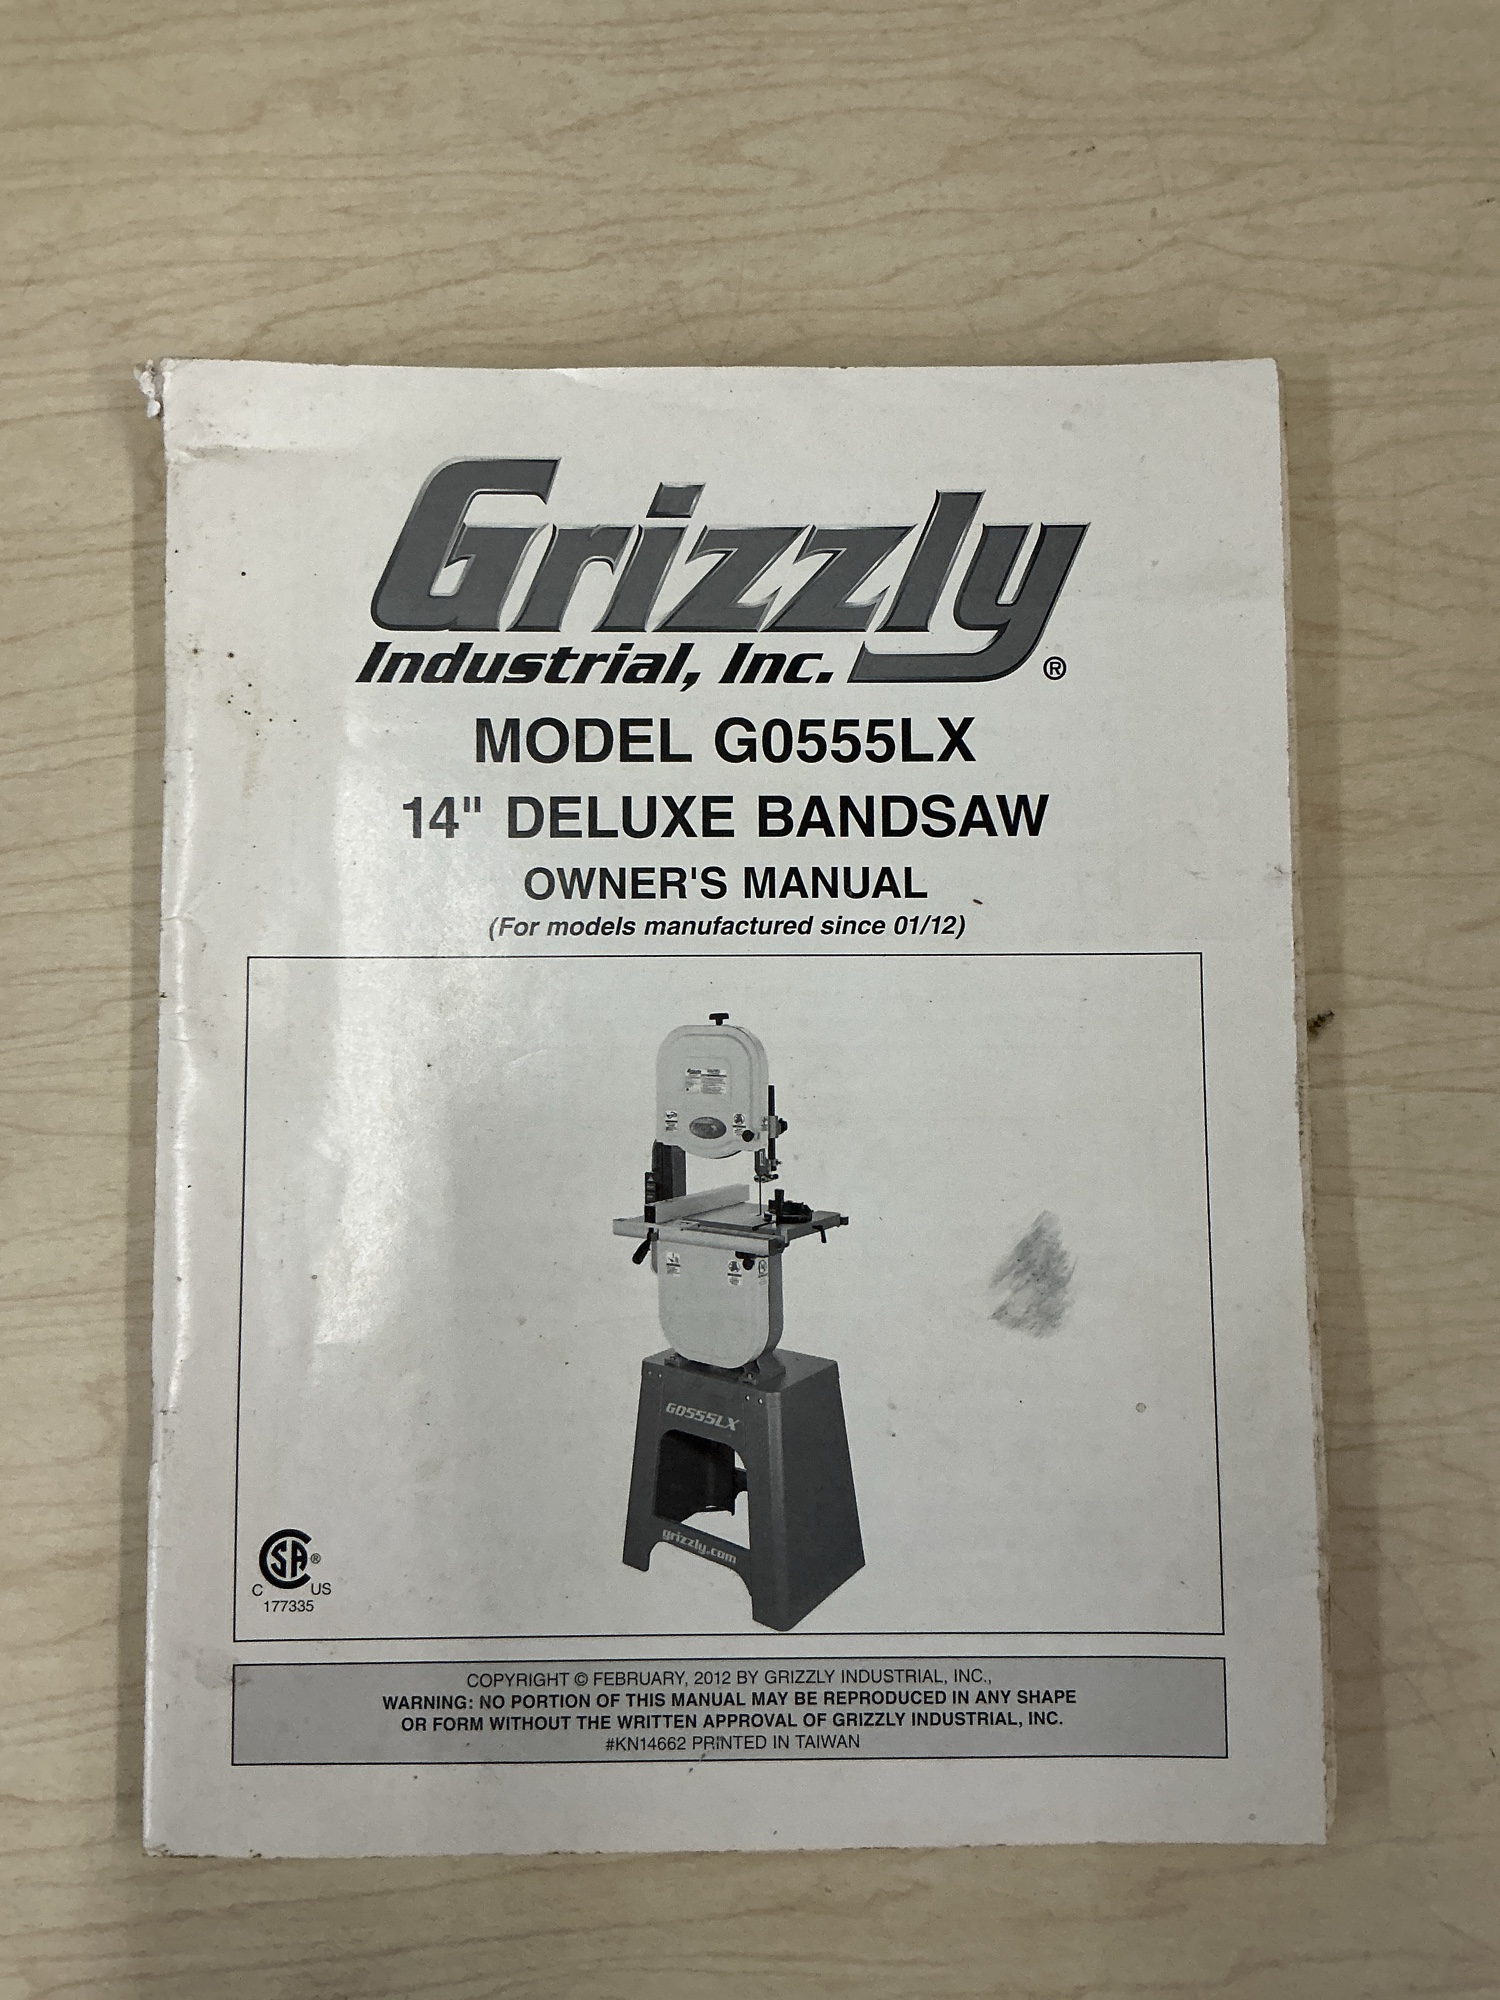 Grizzly
Industrial, Inc. ®
MODEL G0555LX
14" DELUXE BANDSAW
OWNER'S MANUAL
(For models manufactured since 01/12)
G0555LX
grizzly.com
CSA®
C US
177335
COPYRIGHT © FEBRUARY, 2012 BY GRIZZLY INDUSTRIAL, INC.,
WARNING: NO PORTION OF THIS MANUAL MAY BE REPRODUCED IN ANY SHAPE
OR FORM WITHOUT THE WRITTEN APPROVAL OF GRIZZLY INDUSTRIAL, INC.
#KN14662 PRINTED IN TAIWAN